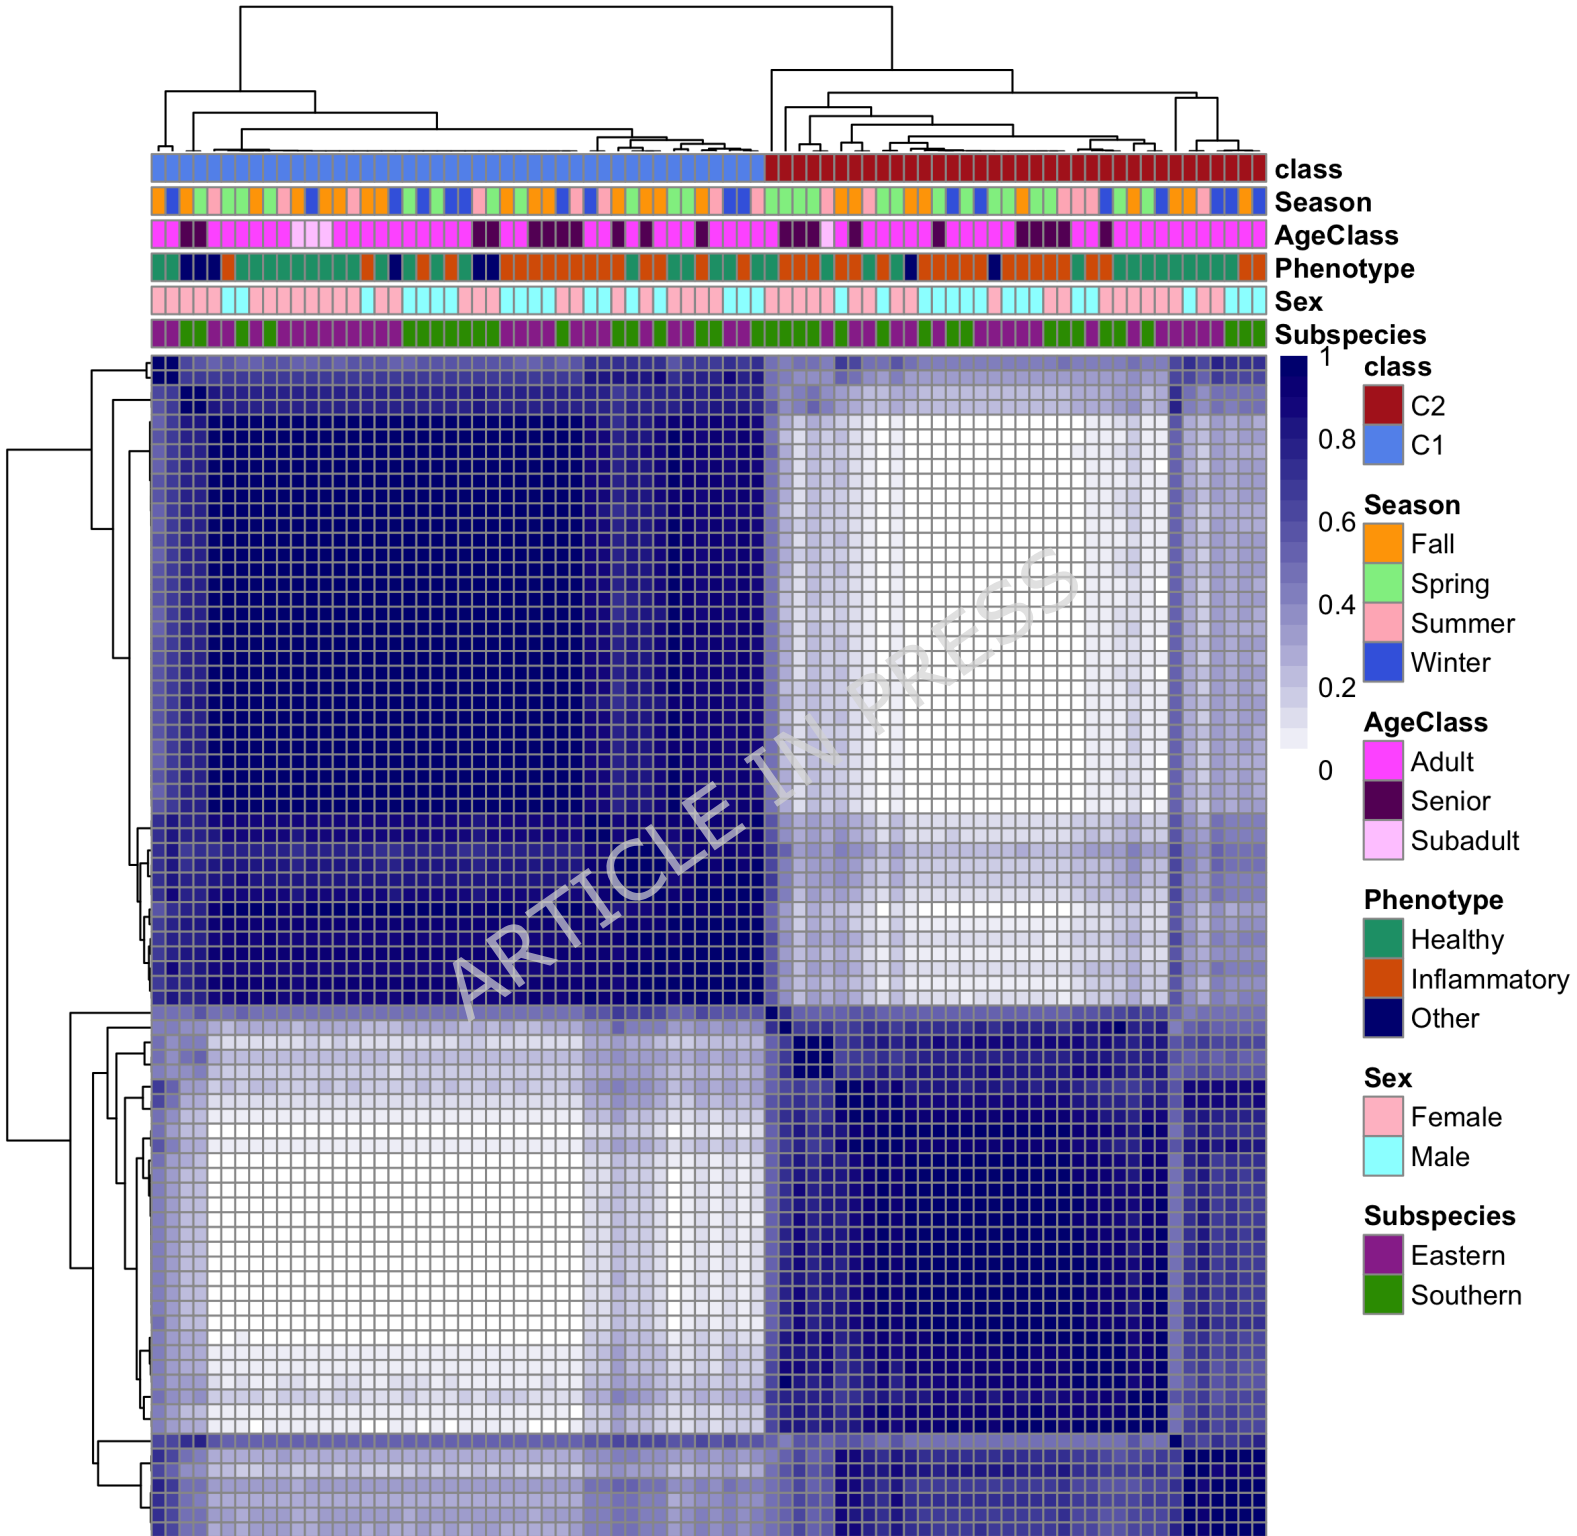 class
Season
AgeClass
Phenotype
Sex
Subspecies
1
0.8
0.6
0.4
0.2
0
class
C2
C1
Season
Fall
Spring
Summer
Winter
AgeClass
Adult
Senior
Subadult
Phenotype
Healthy
Inflammatory
Other
Sex
Female
Male
Subspecies
Eastern
Southern
ARTICLE IN PRESS